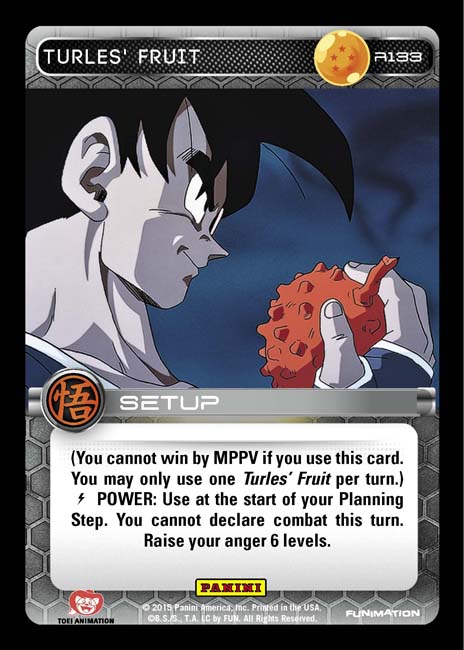 TURLES' FRUIT
R133
悟
SETUP
(You cannot win by MPPV if you use this card.
You may only use one Turles' Fruit per turn.)
POWER: Use at the start of your Planning
Step. You cannot declare combat this turn.
Raise your anger 6 levels.
PANINI
TOEI ANIMATION
© 2015 Panini America, Inc. Printed in the USA.
©B.S./S., T.A. LC by FUN. All Rights Reserved.
FUNIMATION